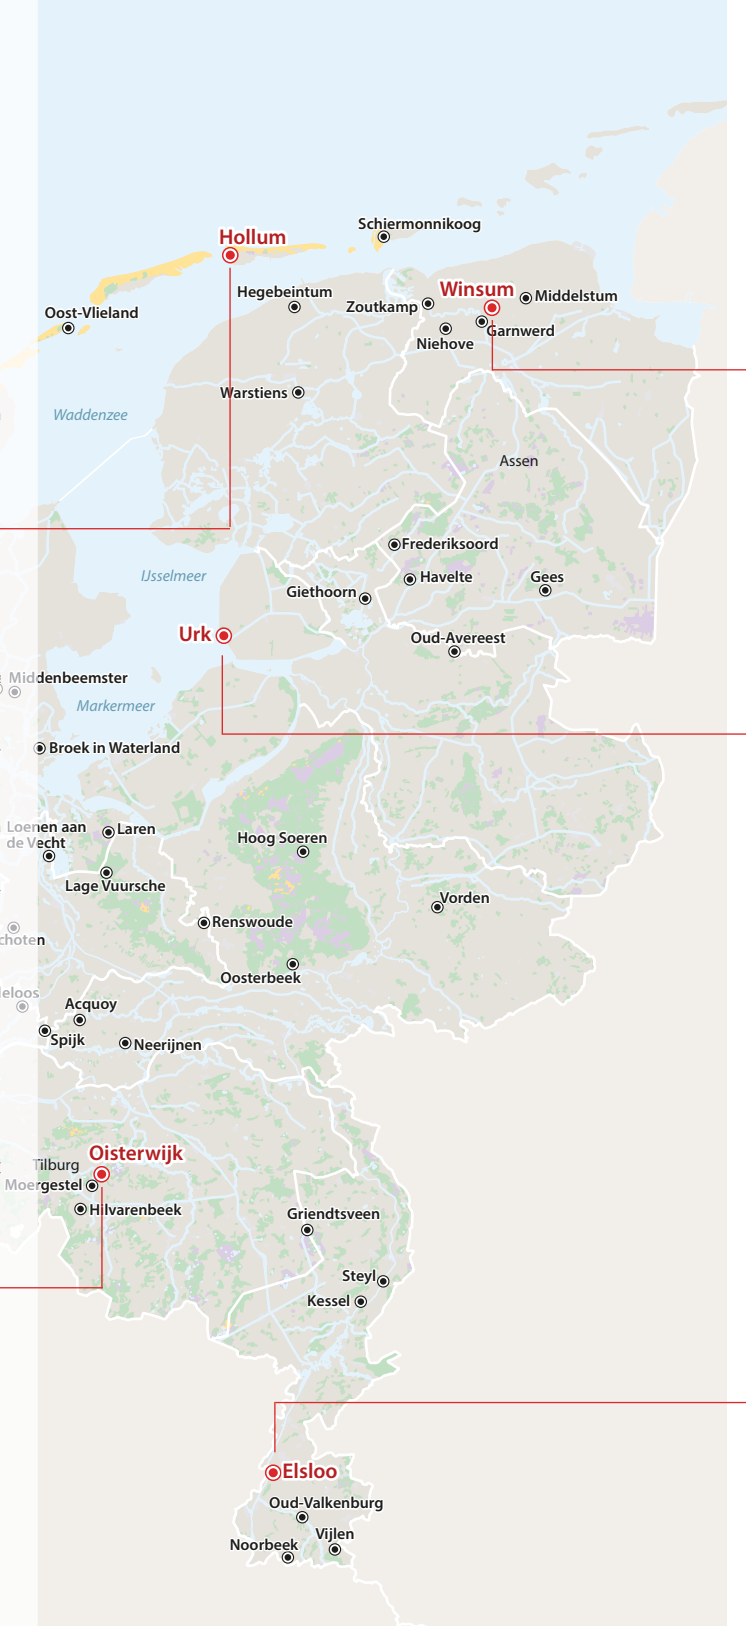 Schiermonnikoog
Hollum
Hegebeintum
Winsum
Middelstum
Zoutkamp
Oost-Vlieland
Garnwerd
Niehove
Warstiens
Waddenzee
Assen
Frederiksoord
IJsselmeer
Havelte
Gees
Giethoorn
Urk
Oud-Avereest
Middenbeemster
Markermeer
Broek in Waterland
Loenen aan
de Vecht
Laren
Hoog Soeren
Lage Vuursche
Vorden
Renswoude
choten
Oosterbeek
eloos
Acquoy
Spijk
Neerijnen
Oisterwijk
Tilburg
Moergestel
Hilvarenbeek
Griendtsveen
Steyl
Kessel
Elsloo
Oud-Valkenburg
Vijlen
Noorbeek